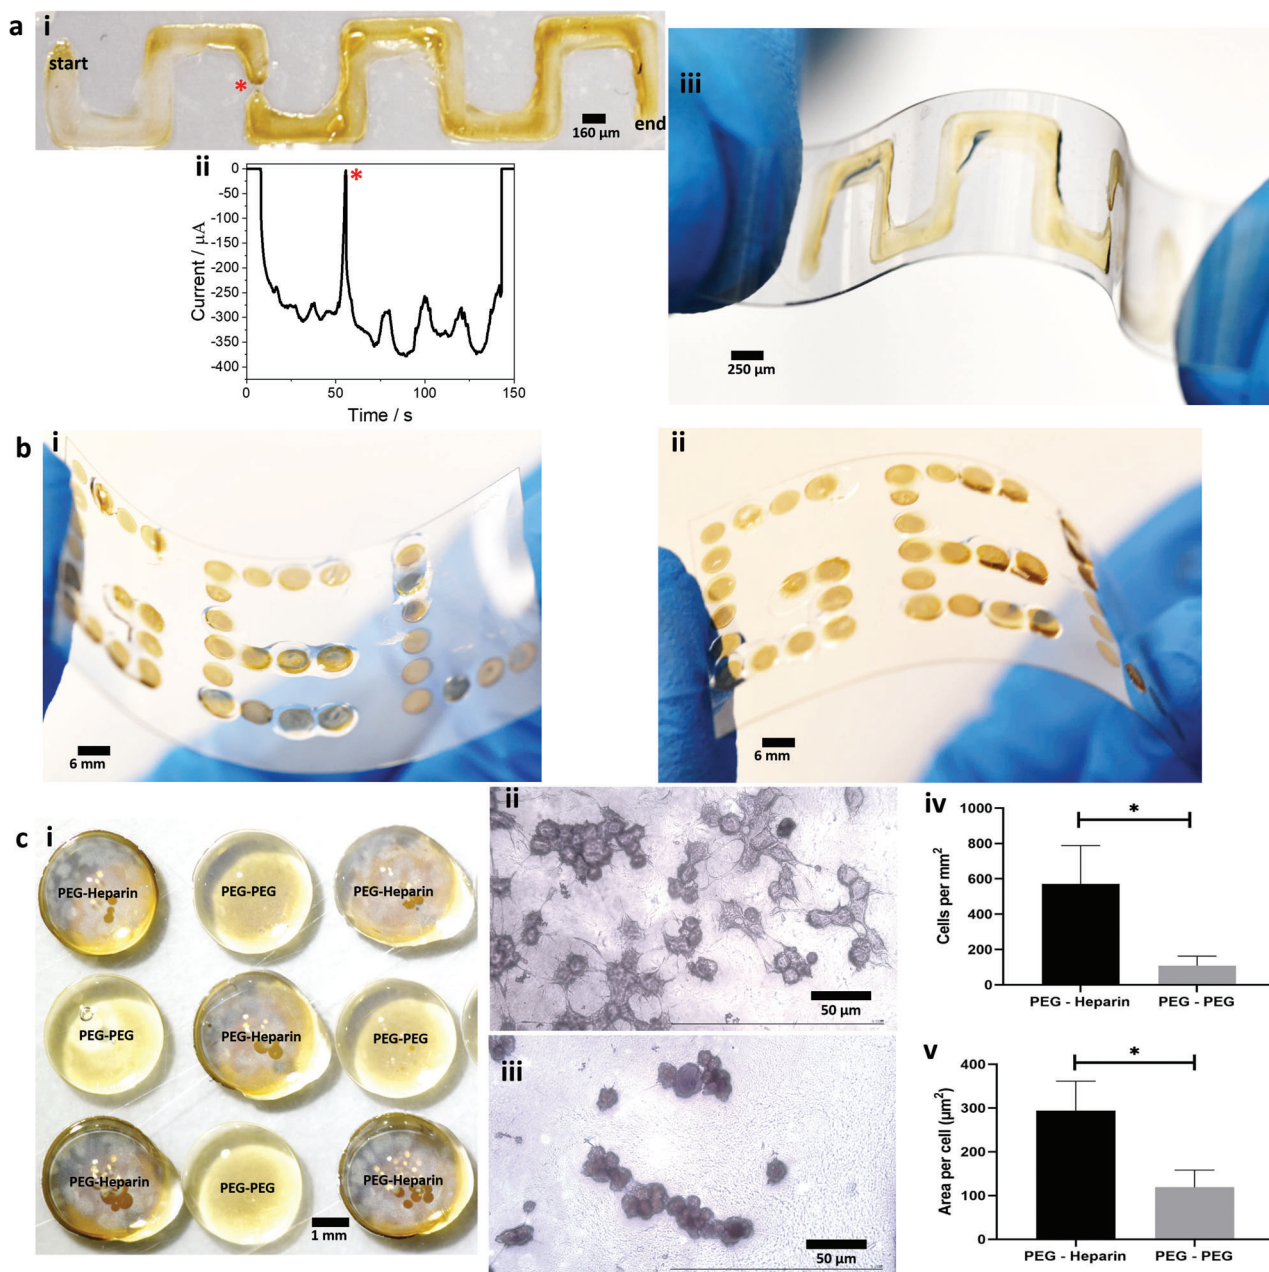 a
i
start
*
160 µm
end
ii
*
0
-50
-100
-150
-200
-250
-300
-350
-400
Current / µA
0
50
100
150
Time / s
iii
250 µm
b
i
6 mm
ii
6 mm
c
i
PEG-Heparin
PEG-PEG
PEG-Heparin
PEG-PEG
PEG-Heparin
PEG-PEG
PEG-Heparin
PEG-PEG
PEG-Heparin
1 mm
ii
50 µm
iii
50 µm
iv
1000
800
600
400
200
0
Cells per mm²
*
PEG - Heparin
PEG - PEG
v
400
300
200
100
0
Area per cell (µm²)
*
PEG - Heparin
PEG - PEG